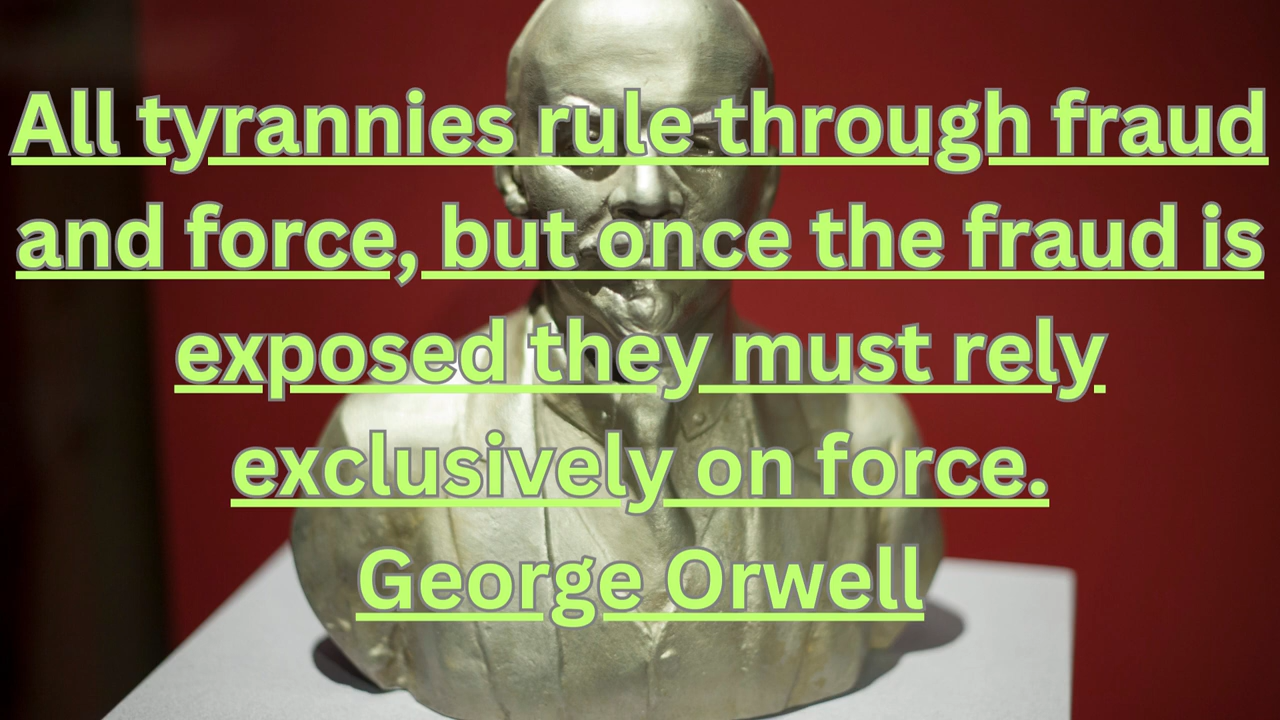 All tyrannies rule through fraud
and force, but once the fraud is
exposed they must rely
exclusively on force.
George Orwell